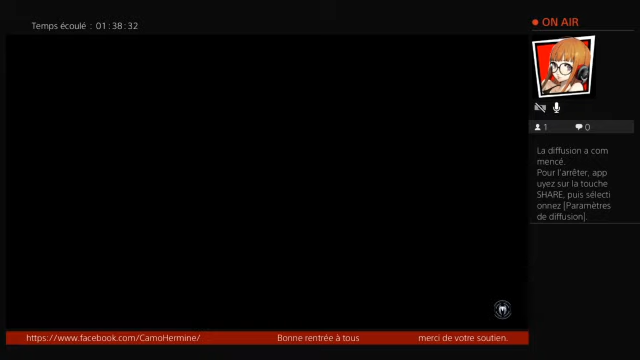 Temps écoulé : 01:38:32
ON AIR
1 0
La diffusion a com
mencé.
Pour l'arrêter, app
uyez sur la touche
SHARE, puis sélecti
onnez [Paramètres
de diffusion].
https://www.facebook.com/CamoHermine/ Bonne rentrée à tous merci de votre soutien.